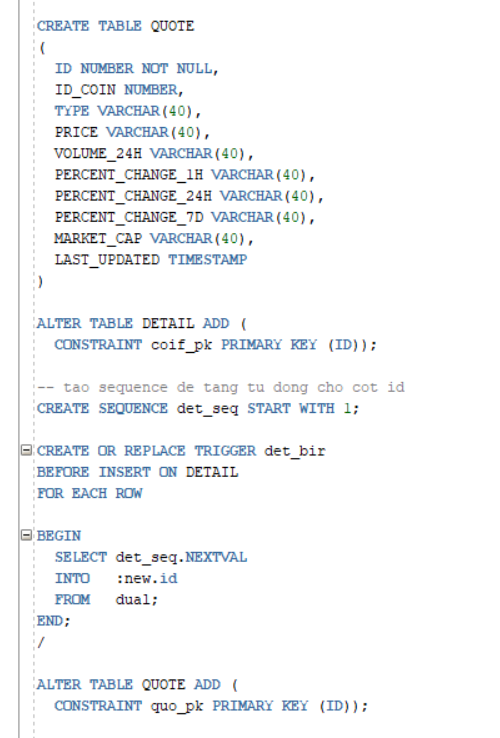 CREATE TABLE QUOTE
(
ID NUMBER NOT NULL,
ID_COIN NUMBER,
TYPE VARCHAR(40),
PRICE VARCHAR(40),
VOLUME_24H VARCHAR(40),
PERCENT_CHANGE_1H VARCHAR(40),
PERCENT_CHANGE_24H VARCHAR(40),
PERCENT_CHANGE_7D VARCHAR(40),
MARKET_CAP VARCHAR(40),
LAST_UPDATED TIMESTAMP
)
ALTER TABLE DETAIL ADD (
CONSTRAINT coif_pk PRIMARY KEY (ID));
-- tao sequence de tang tu dong cho cot id
CREATE SEQUENCE det_seq START WITH 1;
CREATE OR REPLACE TRIGGER det_bir
BEFORE INSERT ON DETAIL
FOR EACH ROW
BEGIN
SELECT det_seq.NEXTVAL
INTO :new.id
FROM dual;
END;
/
ALTER TABLE QUOTE ADD (
CONSTRAINT quo_pk PRIMARY KEY (ID));